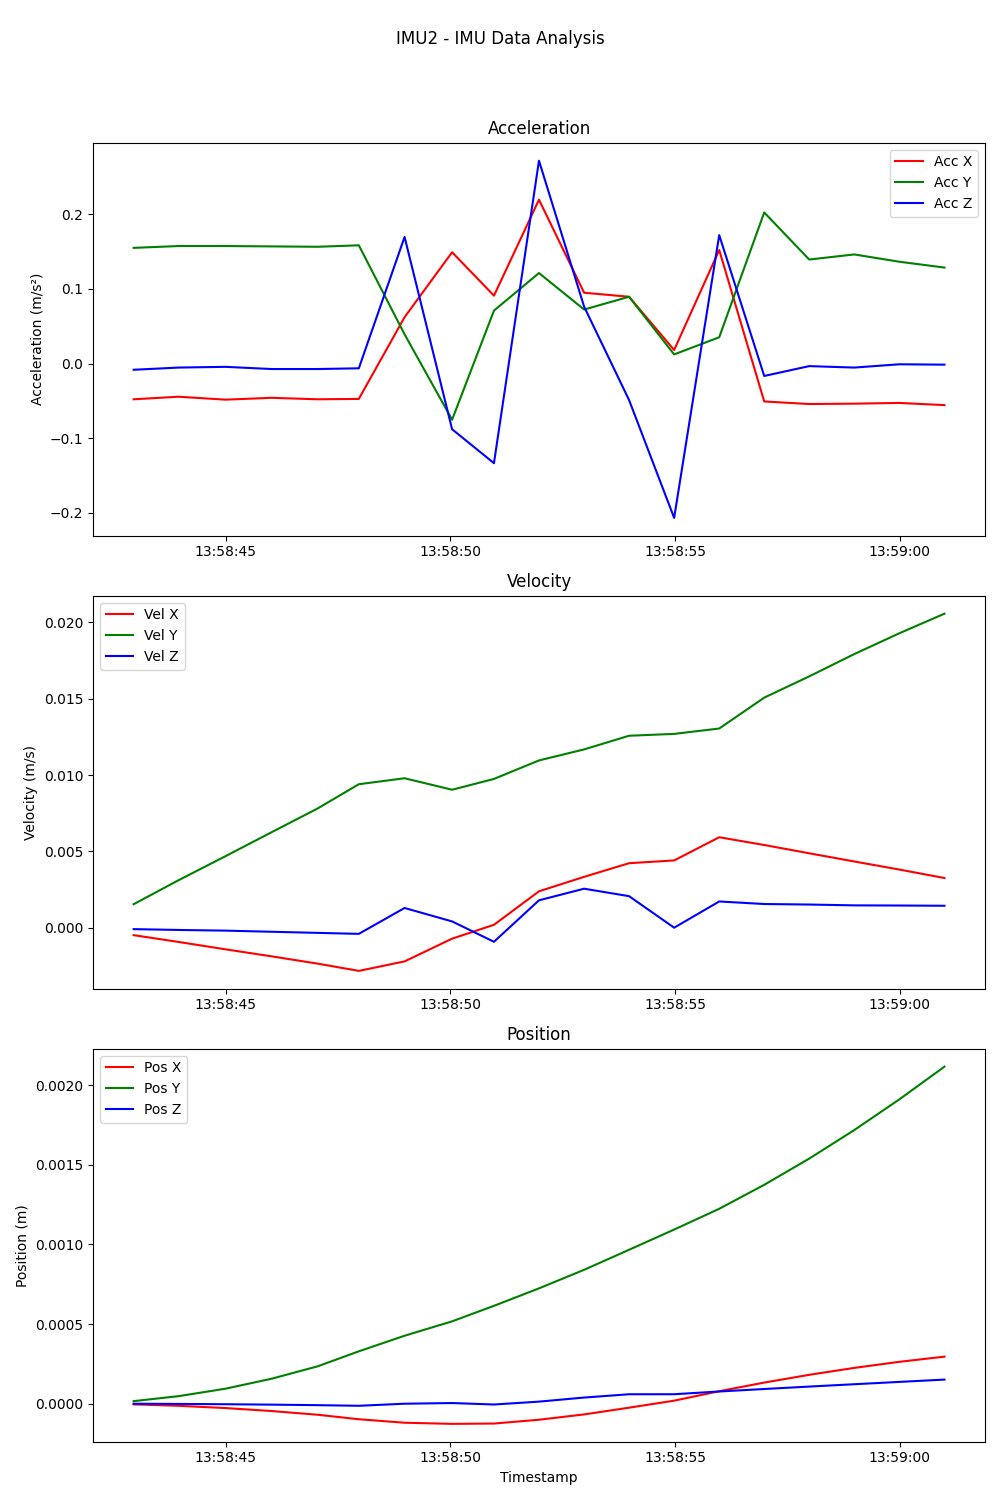 IMU2 - IMU Data Analysis
Acceleration
Acceleration (m/s²)
0.2
0.1
0.0
−0.1
−0.2
Acc X
Acc Y
Acc Z
13:58:45 13:58:50 13:58:55 13:59:00
Velocity
Velocity (m/s)
0.020
0.015
0.010
0.005
0.000
Vel X
Vel Y
Vel Z
13:58:45 13:58:50 13:58:55 13:59:00
Position
Position (m)
0.0020
0.0015
0.0010
0.0005
0.0000
Pos X
Pos Y
Pos Z
13:58:45 13:58:50 13:58:55 13:59:00
Timestamp